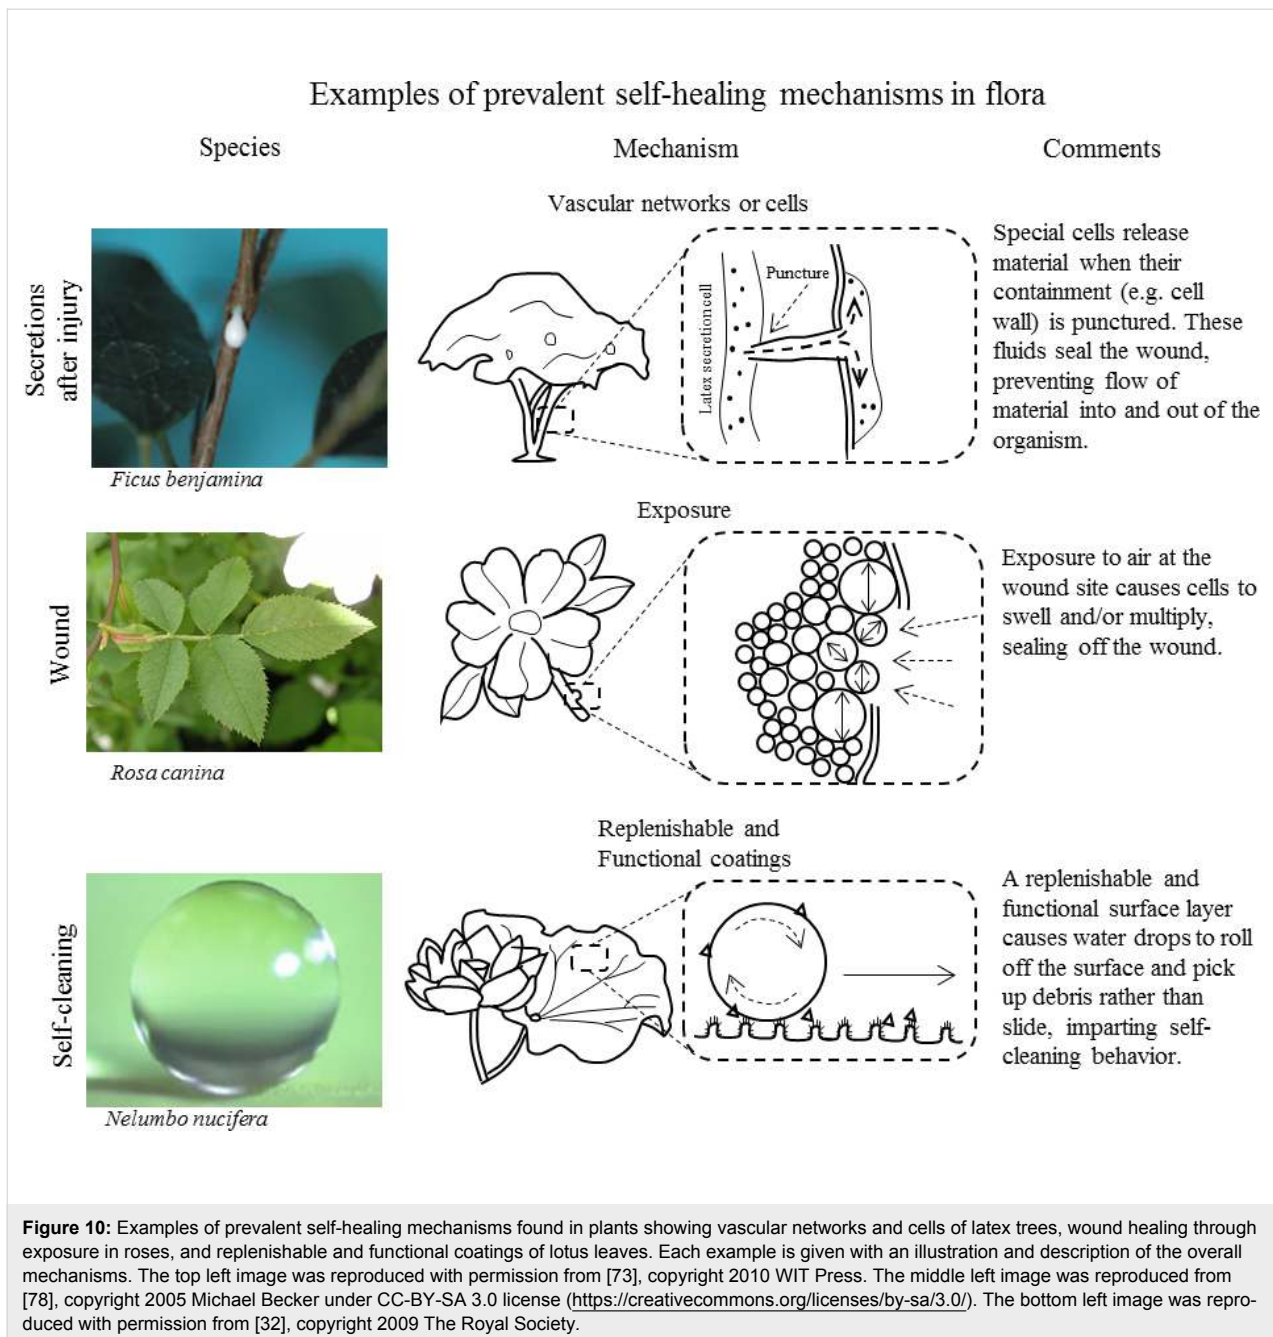 Examples of prevalent self-healing mechanisms in flora
Species
Mechanism
Comments
Secretions
after injury
Ficus benjamina
Vascular networks or cells
Latex secretion cell
Puncture
Special cells release
material when their
containment (e.g. cell
wall) is punctured. These
fluids seal the wound,
preventing flow of
material into and out of the
organism.
Wound
Rosa canina
Exposure
Exposure to air at the
wound site causes cells to
swell and/or multiply,
sealing off the wound.
Self-cleaning
Nelumbo nucifera
Replenishable and
Functional coatings
A replenishable and
functional surface layer
causes water drops to roll
off the surface and pick
up debris rather than
slide, imparting self-
cleaning behavior.
Figure 10: Examples of prevalent self-healing mechanisms found in plants showing vascular networks and cells of latex trees, wound healing through
exposure in roses, and replenishable and functional coatings of lotus leaves. Each example is given with an illustration and description of the overall
mechanisms. The top left image was reproduced with permission from [73], copyright 2010 WIT Press. The middle left image was reproduced from
[78], copyright 2005 Michael Becker under CC-BY-SA 3.0 license (https://creativecommons.org/licenses/by-sa/3.0/). The bottom left image was repro-
duced with permission from [32], copyright 2009 The Royal Society.